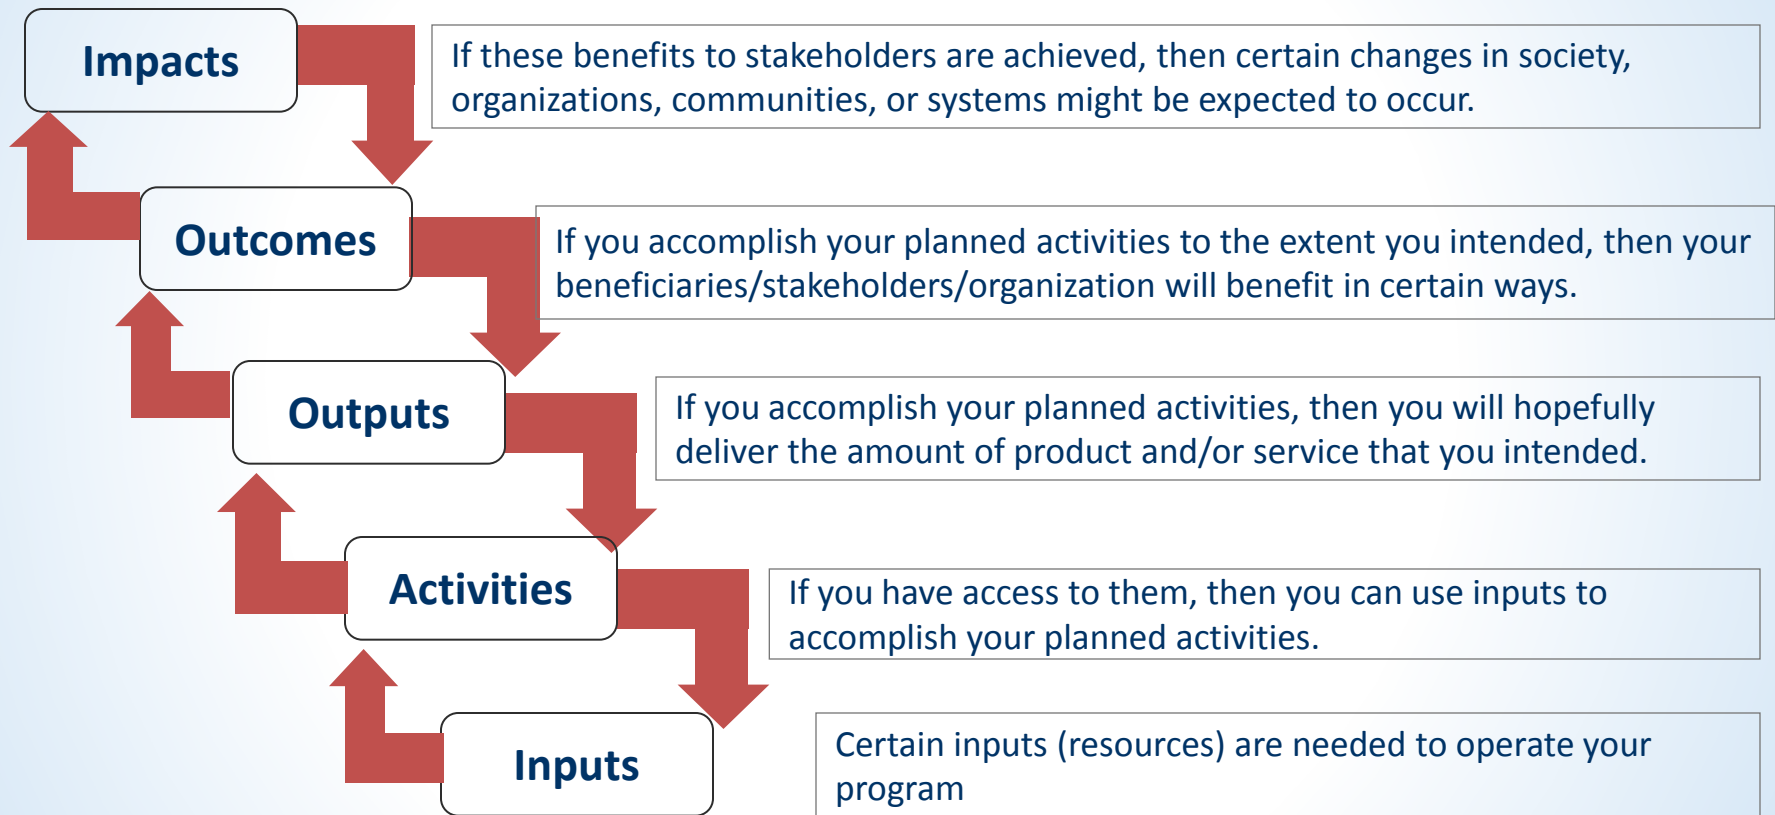 Impacts
If these benefits to stakeholders are achieved, then certain changes in society,
organizations, communities, or systems might be expected to occur.
Outcomes
If you accomplish your planned activities to the extent you intended, then your
beneficiaries/stakeholders/organization will benefit in certain ways.
Outputs
If you accomplish your planned activities, then you will hopefully
deliver the amount of product and/or service that you intended.
Activities
If you have access to them, then you can use inputs to
accomplish your planned activities.
Inputs
Certain inputs (resources) are needed to operate your
program